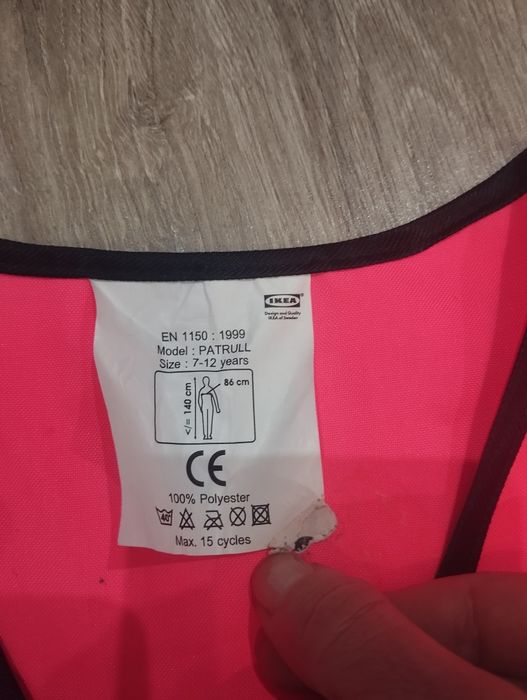 IKEA
Design and Quality
IKEA of Sweden
EN 1150 : 1999
Model : PATRULL
Size : 7-12 years
</= 140 cm
86 cm
CE
100% Polyester
40°
Max. 15 cycles